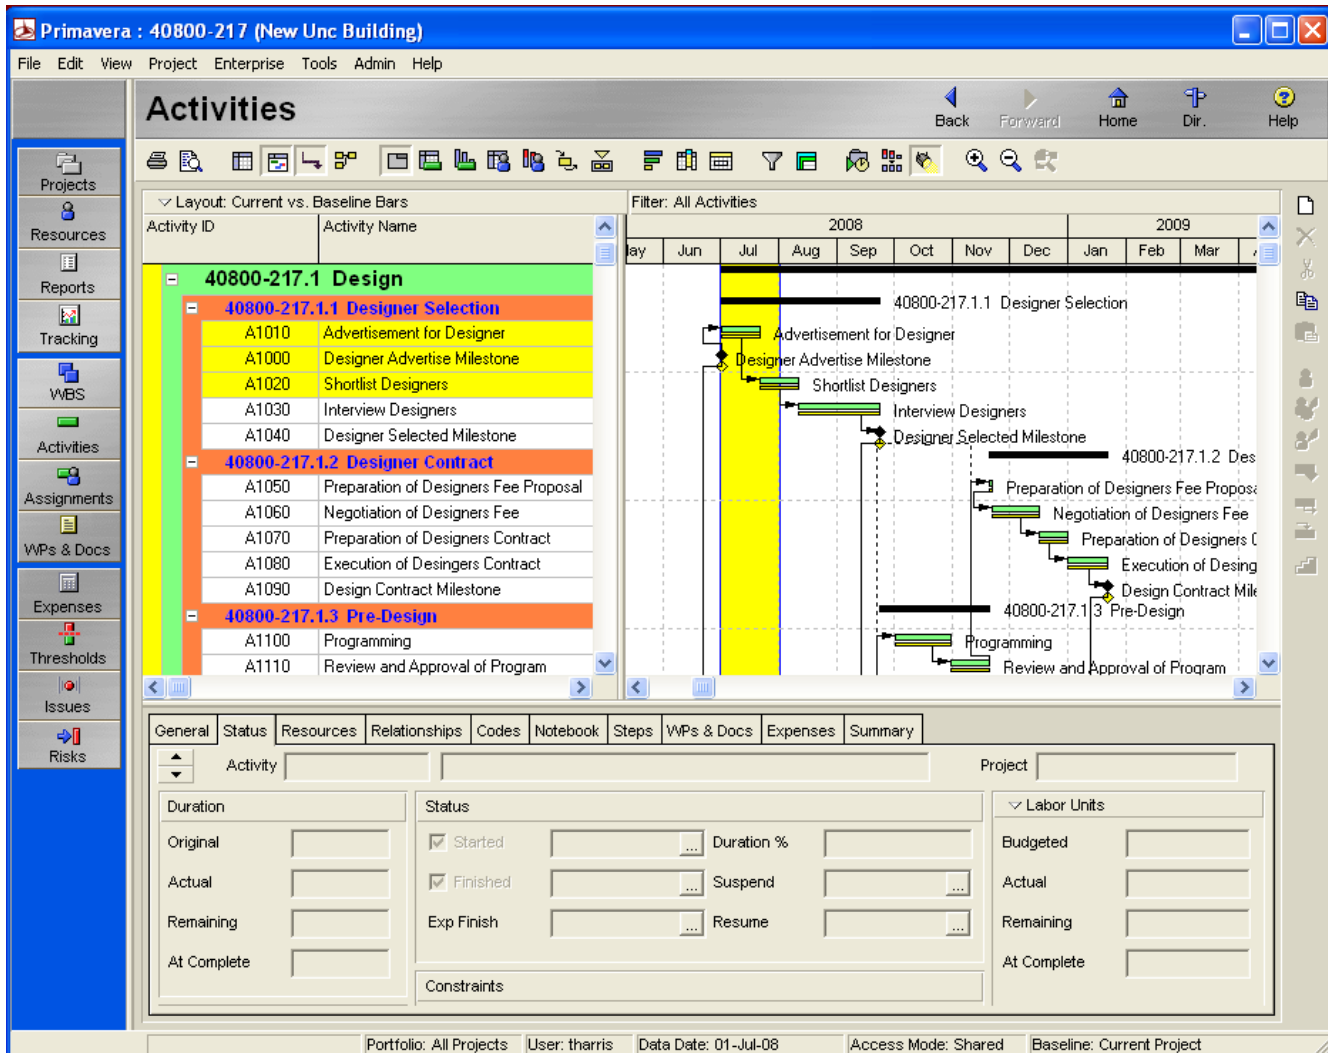 Primavera : 40800-217 (New Unc Building)
File Edit View Project Enterprise Tools Admin Help
Activities
Back Forward Home Dir. Help
Projects
Resources
Reports
Tracking
WBS
Activities
Assignments
WPs & Docs
Expenses
Thresholds
Issues
Risks
Layout: Current vs. Baseline Bars
Filter: All Activities
Activity ID Activity Name
2008 2009
Jun Jul Aug Sep Oct Nov Dec Jan Feb Mar
40800-217.1 Design
40800-217.1.1 Designer Selection
A1010 Advertisement for Designer
A1000 Designer Advertise Milestone
A1020 Shortlist Designers
A1030 Interview Designers
A1040 Designer Selected Milestone
40800-217.1.2 Designer Contract
A1050 Preparation of Designers Fee Proposal
A1060 Negotiation of Designers Fee
A1070 Preparation of Designers Contract
A1080 Execution of Desingers Contract
A1090 Design Contract Milestone
40800-217.1.3 Pre-Design
A1100 Programming
A1110 Review and Approval of Program
40800-217.1.1 Designer Selection
Advertisement for Designer
Designer Advertise Milestone
Shortlist Designers
Interview Designers
Designer Selected Milestone
40800-217.1.2 Des
Preparation of Designers Fee Propos
Negotiation of Designers Fee
Preparation of Designers
Execution of Desing
Design Contract Mile
40800-217.1.3 Pre-Design
Programming
Review and Approval of Program
General Status Resources Relationships Codes Notebook Steps WPs & Docs Expenses Summary
Activity Project
Duration
Original
Actual
Remaining
At Complete
Status
Started Duration %
Finished Suspend
Exp Finish Resume
Constraints
Labor Units
Budgeted
Actual
Remaining
At Complete
Portfolio: All Projects User: tharris Data Date: 01-Jul-08 Access Mode: Shared Baseline: Current Project